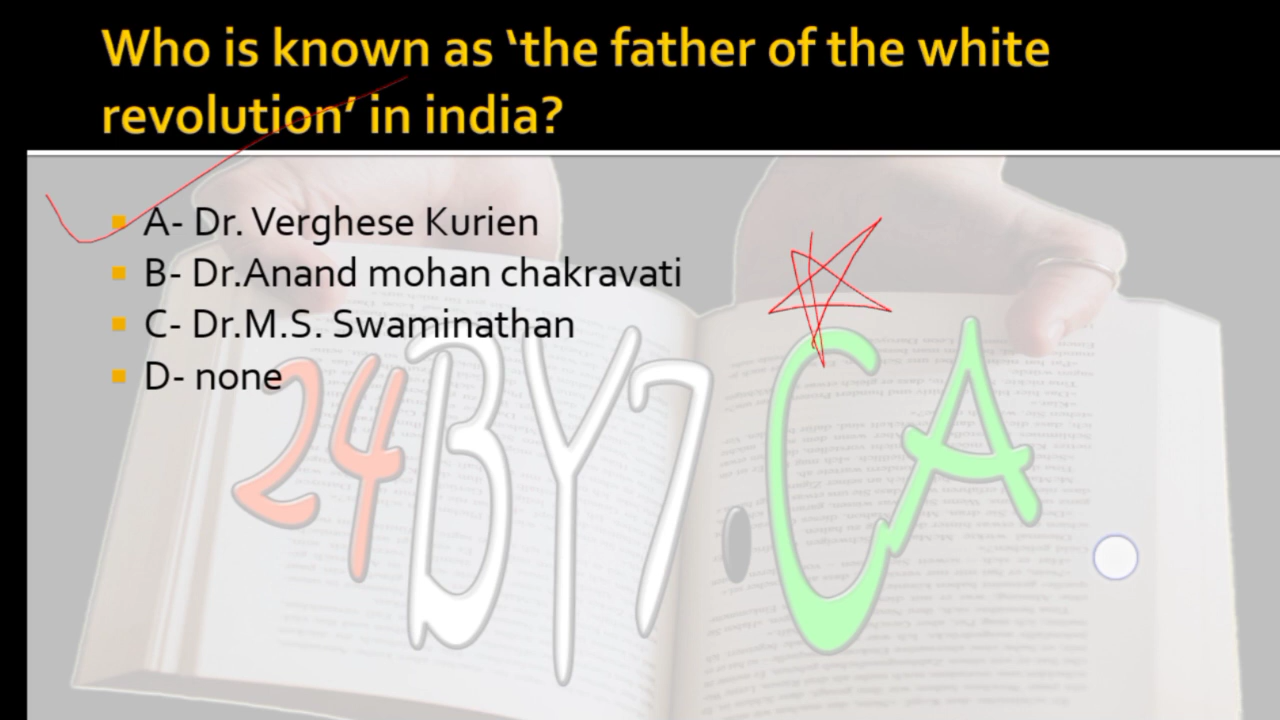 Who is known as ‘the father of the white
revolution’ in india?
A- Dr. Verghese Kurien
B- Dr.Anand mohan chakravati
C- Dr.M.S. Swaminathan
D- none
24BY7.CA